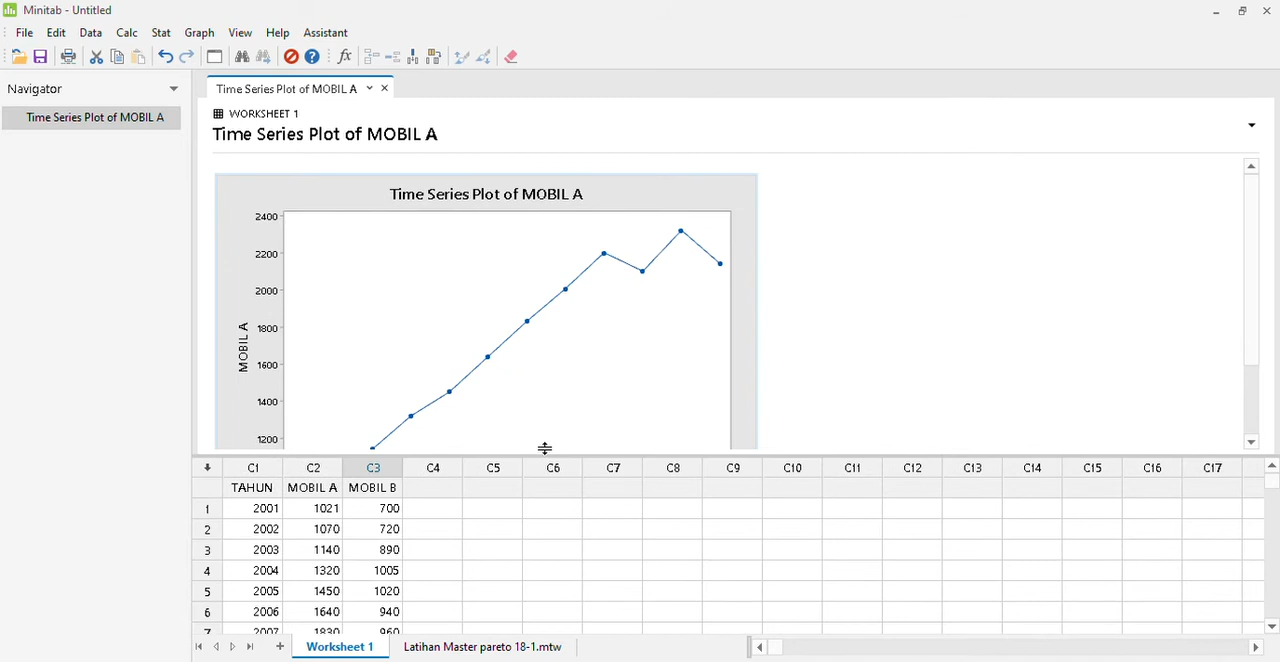 Minitab - Untitled
File Edit Data Calc Stat Graph View Help Assistant
Navigator
Time Series Plot of MOBIL A
Time Series Plot of MOBIL A
WORKSHEET 1
Time Series Plot of MOBIL A
Time Series Plot of MOBIL A
2400
2200
2000
1800
1600
1400
1200
MOBIL A
C1 C2 C3 C4 C5 C6 C7 C8 C9 C10 C11 C12 C13 C14 C15 C16 C17
TAHUN MOBIL A MOBIL B
1 2001 1021 700
2 2002 1070 720
3 2003 1140 890
4 2004 1320 1005
5 2005 1450 1020
6 2006 1640 940
7 2007 1830 960
Worksheet 1 Latihan Master pareto 18-1.mtw